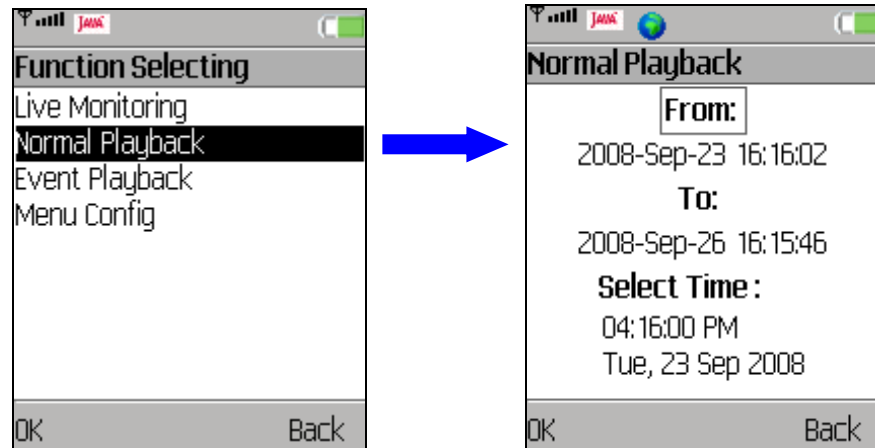 JAVA
Function Selecting
Live Monitoring
Normal Playback
Event Playback
Menu Config
OK Back
JAVA
Normal Playback
From:
2008-Sep-23 16:16:02
To:
2008-Sep-26 16:15:46
Select Time :
04:16:00 PM
Tue, 23 Sep 2008
OK Back